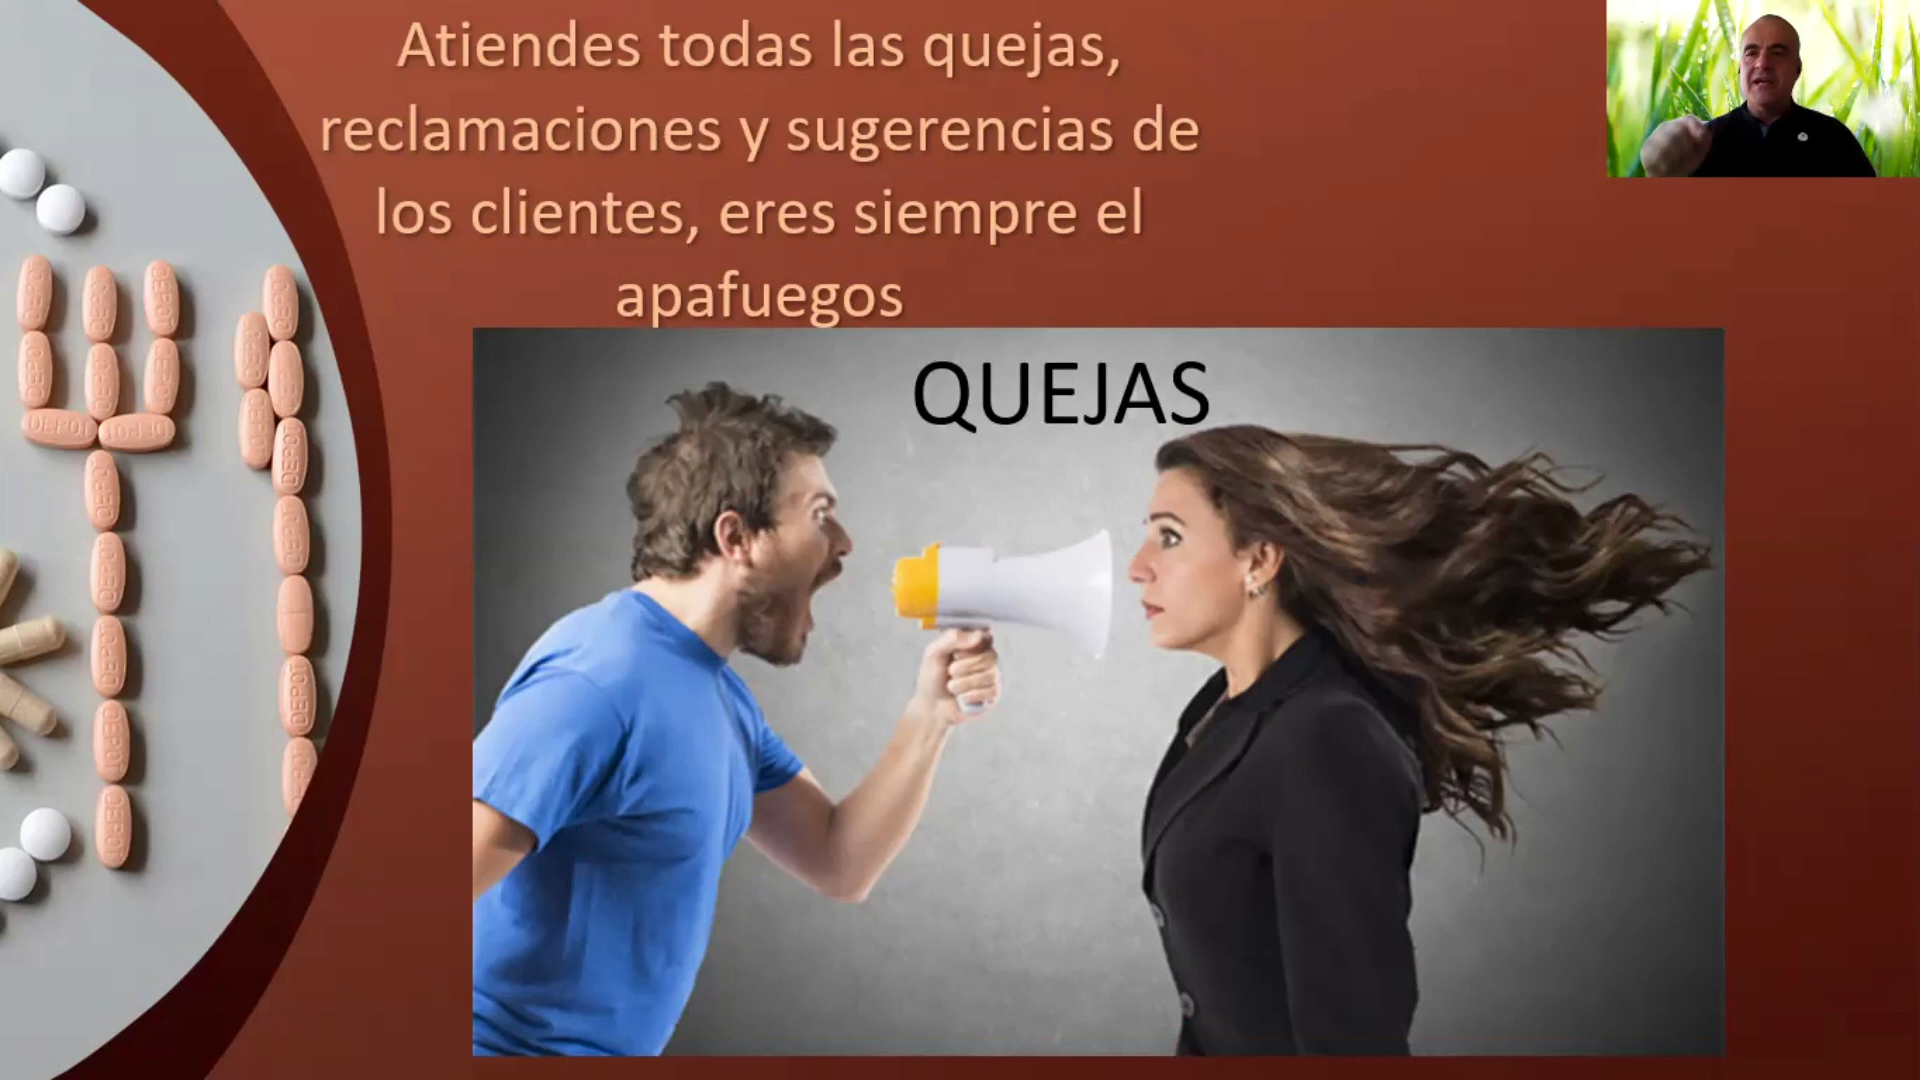 Atiendes todas las quejas,
reclamaciones y sugerencias de
los clientes, eres siempre el
apafuegos
QUEJAS